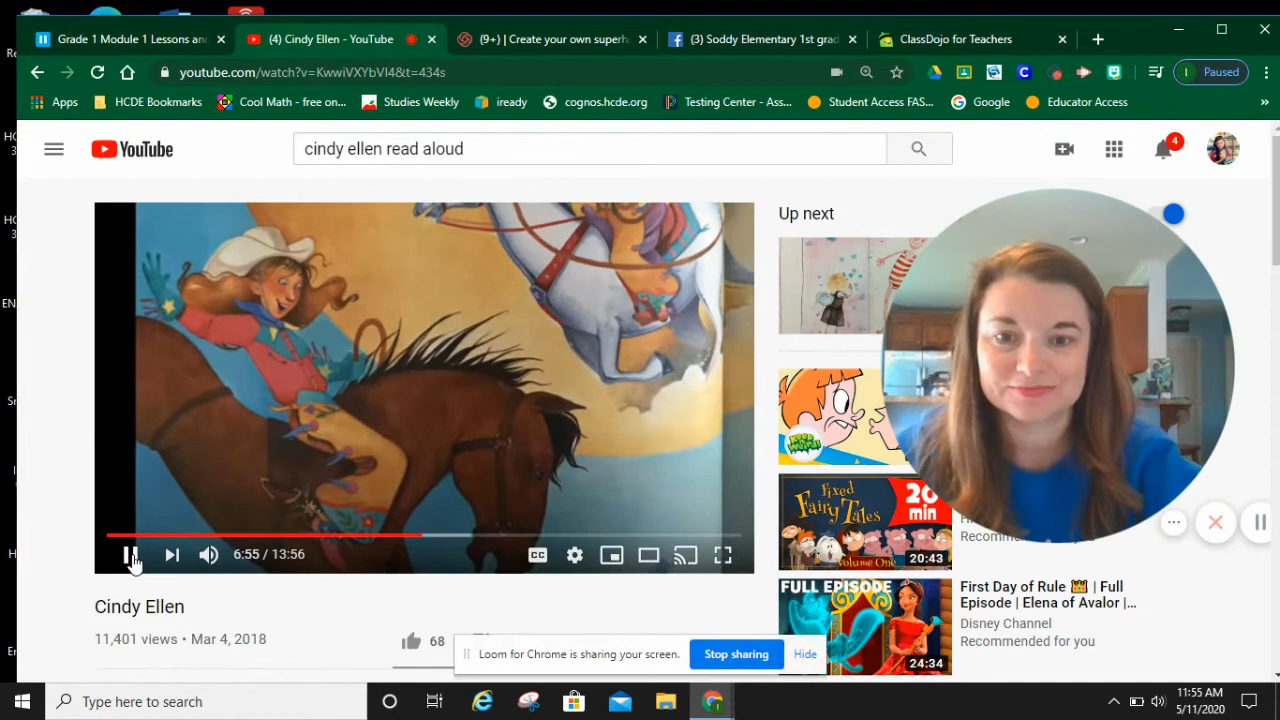 Grade 1 Module 1 Lessons and
(4) Cindy Ellen - YouTube
(9+) | Create your own superh
(3) Soddy Elementary 1st grad
ClassDojo for Teachers
youtube.com/watch?v=KwwiVXYbVI4&t=434s
Paused
Apps
HCDE Bookmarks
Cool Math - free on...
Studies Weekly
iready
cognos.hcde.org
Testing Center - Ass...
Student Access FAS...
Google
Educator Access
YouTube
cindy ellen read aloud
4
Up next
KEEP it WEIRD!
Fixed
Fairy Tales
Volume One
20
min
20:43
Recommende
6:55 / 13:56
CC
Cindy Ellen
11,401 views • Mar 4, 2018
68
FULL EPISODE
24:34
First Day of Rule 👑 | Full
Episode | Elena of Avalor |...
Disney Channel
Recommended for you
Loom for Chrome is sharing your screen.
Stop sharing
Hide
Type here to search
11:55 AM
5/11/2020